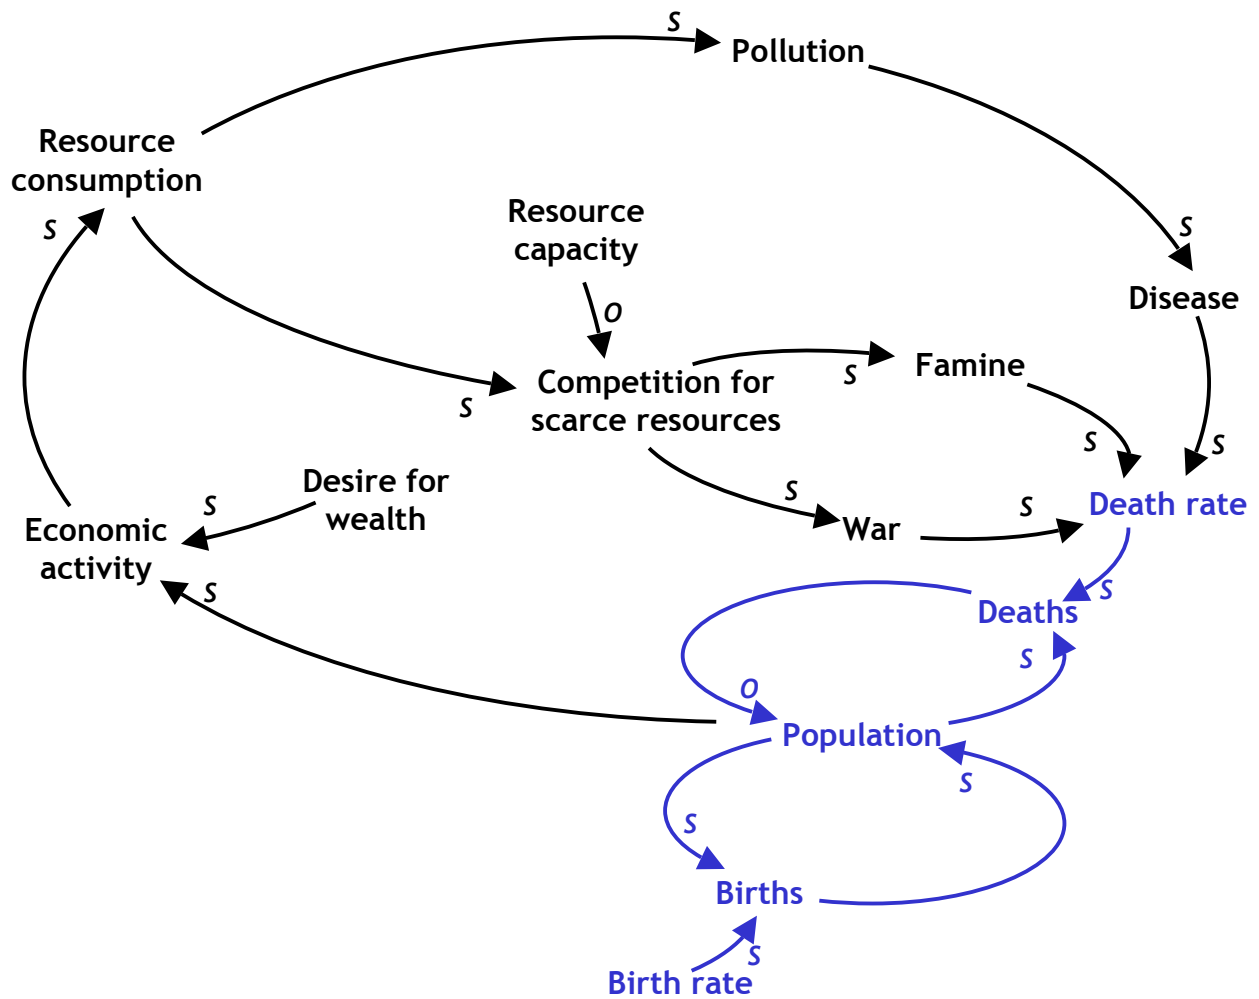 S
Pollution
Resource
consumption
S
S
Resource
capacity
O
Disease
Competition for
scarce resources
S
S
Famine
S
S
Desire for
wealth
S
Economic
activity
S
S
War
S
Death rate
S
Deaths
S
S
O
Population
S
S
Births
S
Birth rate